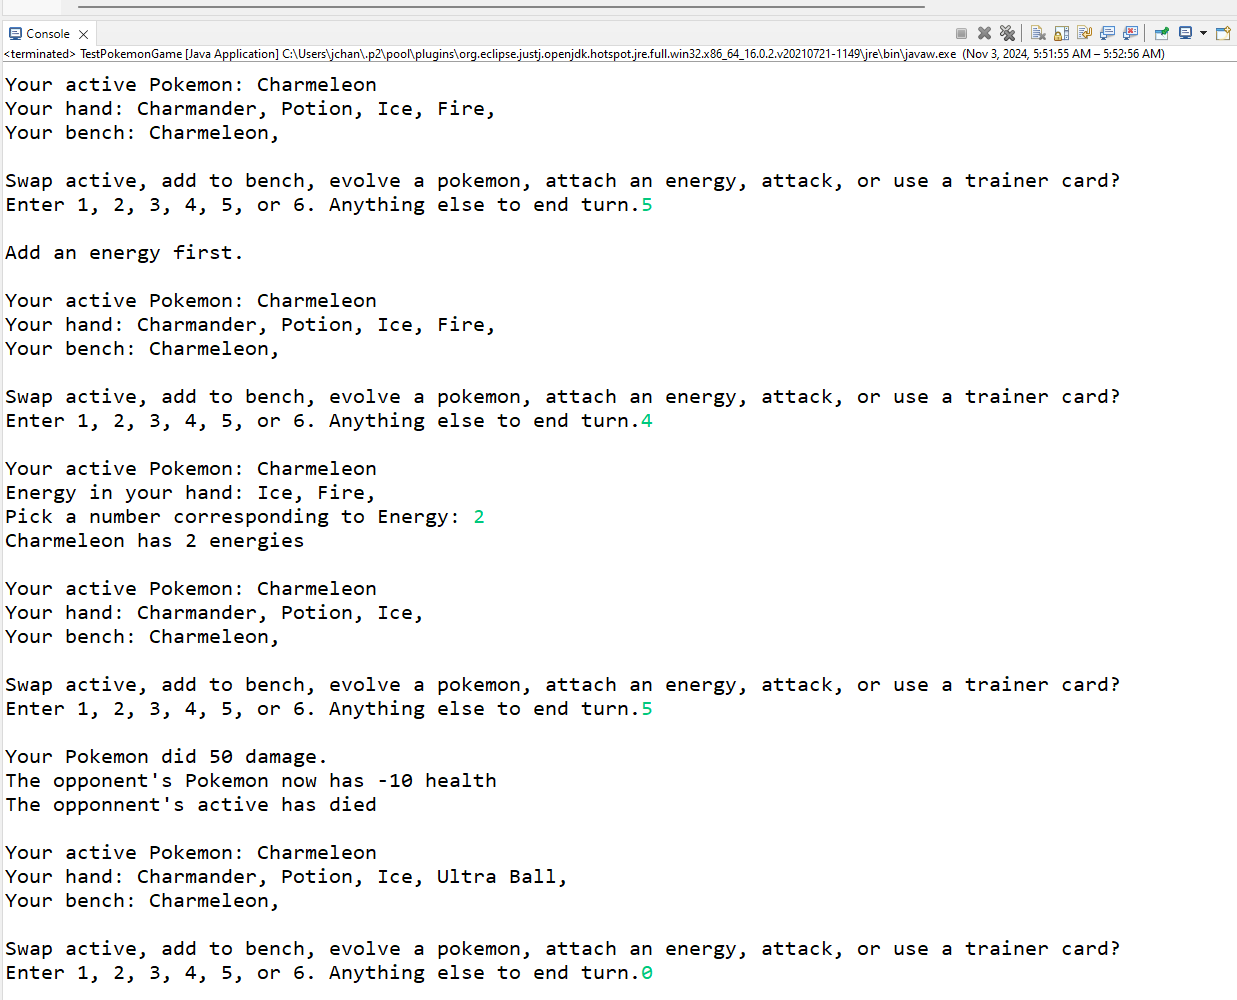 Console
<terminated> TestPokemonGame [Java Application] C:\Users\jchan\.p2\pool\plugins\org.eclipse.justj.openjdk.hotspot.jre.full.win32.x86_64_16.0.2.v20210721-1149\jre\bin\javaw.exe (Nov 3, 2024, 5:51:55 AM – 5:52:56 AM)
Your active Pokemon: Charmeleon
Your hand: Charmander, Potion, Ice, Fire,
Your bench: Charmeleon,
Swap active, add to bench, evolve a pokemon, attach an energy, attack, or use a trainer card?
Enter 1, 2, 3, 4, 5, or 6. Anything else to end turn.5
Add an energy first.
Your active Pokemon: Charmeleon
Your hand: Charmander, Potion, Ice, Fire,
Your bench: Charmeleon,
Swap active, add to bench, evolve a pokemon, attach an energy, attack, or use a trainer card?
Enter 1, 2, 3, 4, 5, or 6. Anything else to end turn.4
Your active Pokemon: Charmeleon
Energy in your hand: Ice, Fire,
Pick a number corresponding to Energy: 2
Charmeleon has 2 energies
Your active Pokemon: Charmeleon
Your hand: Charmander, Potion, Ice,
Your bench: Charmeleon,
Swap active, add to bench, evolve a pokemon, attach an energy, attack, or use a trainer card?
Enter 1, 2, 3, 4, 5, or 6. Anything else to end turn.5
Your Pokemon did 50 damage.
The opponent's Pokemon now has -10 health
The opponnent's active has died
Your active Pokemon: Charmeleon
Your hand: Charmander, Potion, Ice, Ultra Ball,
Your bench: Charmeleon,
Swap active, add to bench, evolve a pokemon, attach an energy, attack, or use a trainer card?
Enter 1, 2, 3, 4, 5, or 6. Anything else to end turn.0